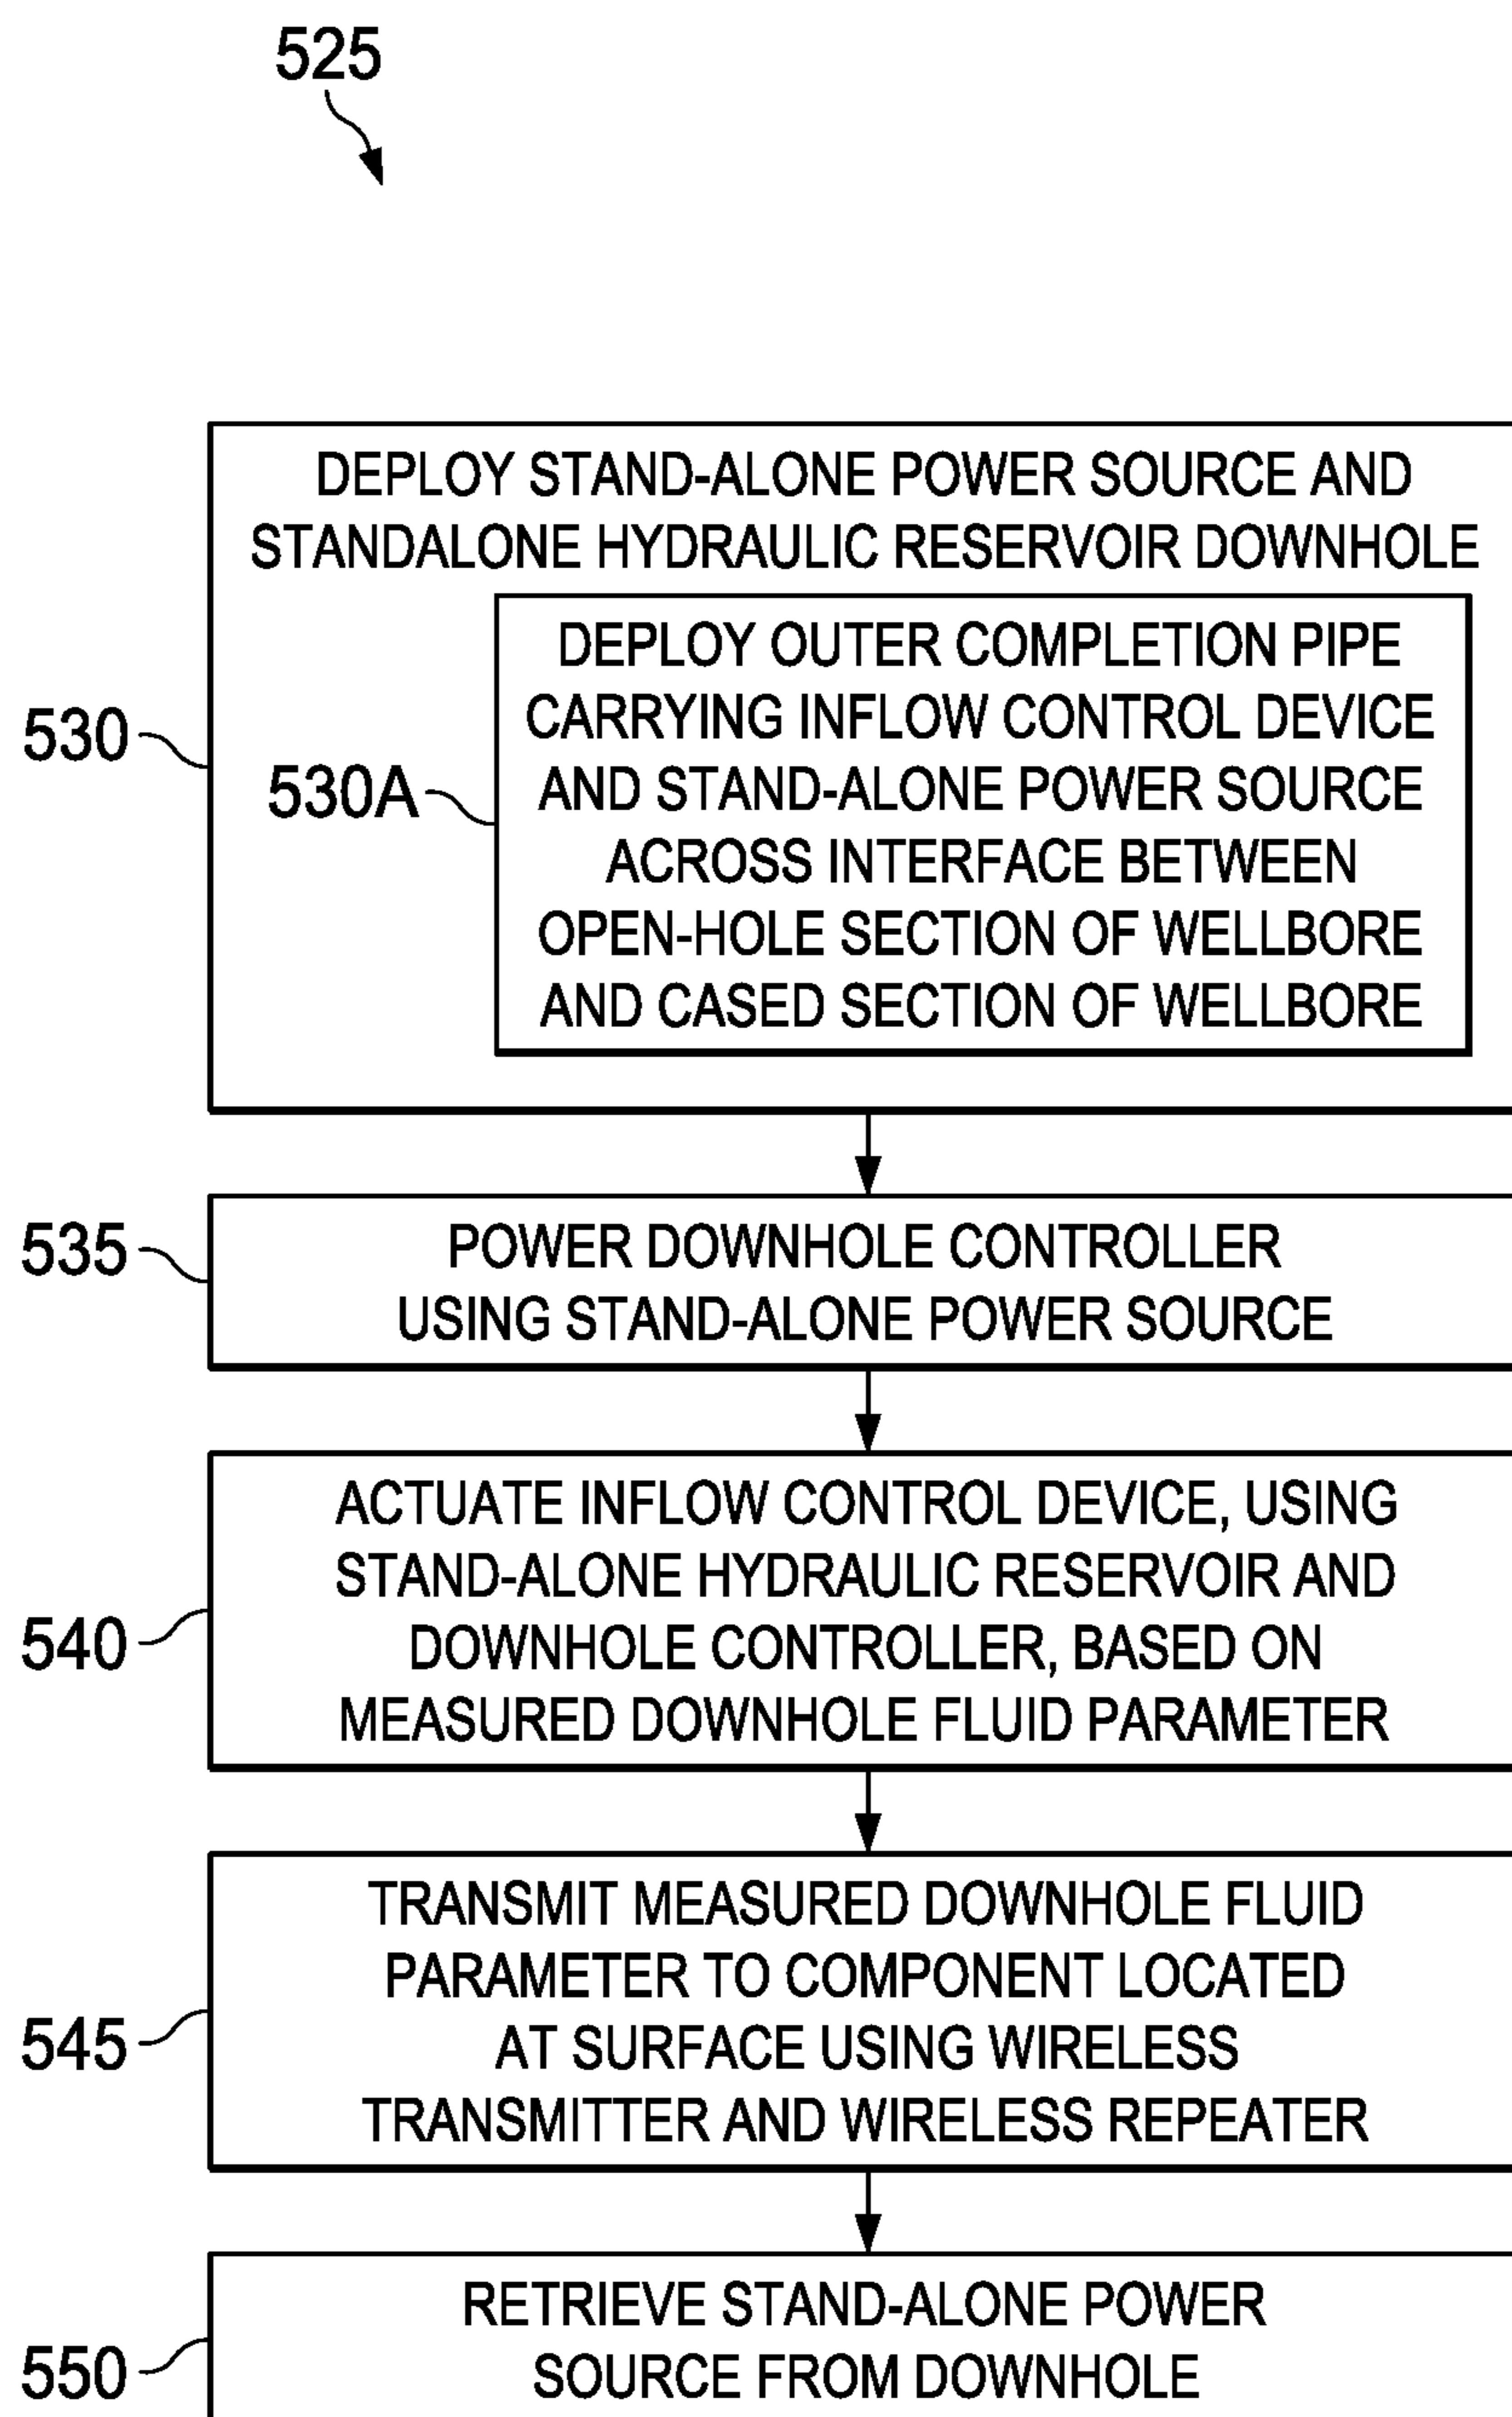 525
DEPLOY STAND-ALONE POWER SOURCE AND
STANDALONE HYDRAULIC RESERVOIR DOWNHOLE
530
530A
DEPLOY OUTER COMPLETION PIPE
CARRYING INFLOW CONTROL DEVICE
AND STAND-ALONE POWER SOURCE
ACROSS INTERFACE BETWEEN
OPEN-HOLE SECTION OF WELLBORE
AND CASED SECTION OF WELLBORE
535
POWER DOWNHOLE CONTROLLER
USING STAND-ALONE POWER SOURCE
540
ACTUATE INFLOW CONTROL DEVICE, USING
STAND-ALONE HYDRAULIC RESERVOIR AND
DOWNHOLE CONTROLLER, BASED ON
MEASURED DOWNHOLE FLUID PARAMETER
545
TRANSMIT MEASURED DOWNHOLE FLUID
PARAMETER TO COMPONENT LOCATED
AT SURFACE USING WIRELESS
TRANSMITTER AND WIRELESS REPEATER
550
RETRIEVE STAND-ALONE POWER
SOURCE FROM DOWNHOLE